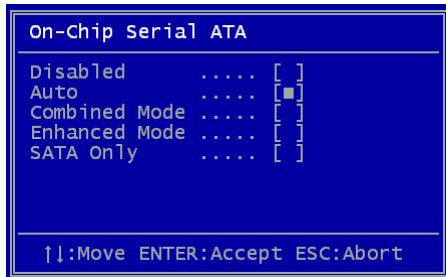 On-Chip Serial ATA
Disabled ..... [ ]
Auto ..... [■]
Combined Mode ..... [ ]
Enhanced Mode ..... [ ]
SATA Only ..... [ ]
↑↓:Move ENTER:Accept ESC:Abort